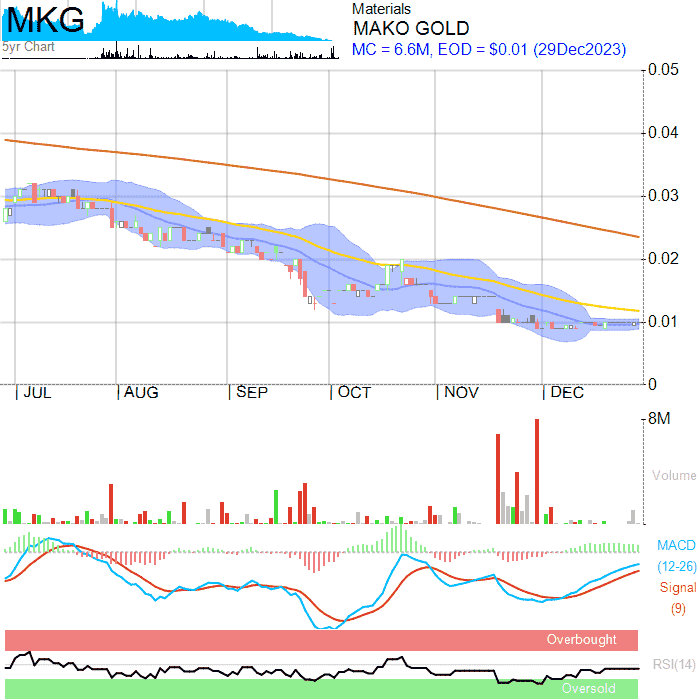 MKG
5yr Chart
Materials
MAKO GOLD
MC = 6.6M, EOD = $0.01 (29Dec2023)
0.05
0.04
0.03
0.02
0.01
0
JUL AUG SEP OCT NOV DEC
8M
Volume
MACD
(12-26)
Signal
(9)
Overbought
RSI(14)
Oversold